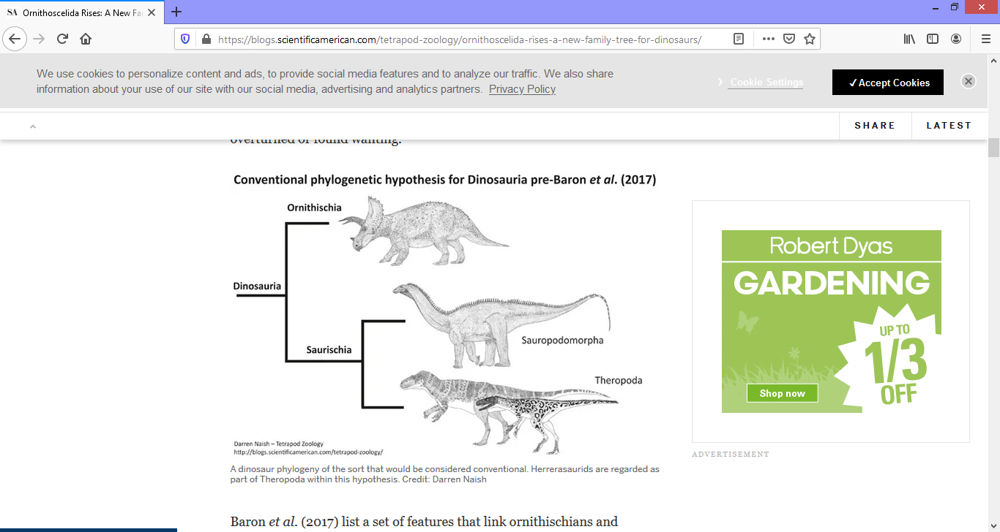 SA Ornithoscelida Rises: A New Fa
https://blogs.scientificamerican.com/tetrapod-zoology/ornithoscelida-rises-a-new-family-tree-for-dinosaurs/
We use cookies to personalize content and ads, to provide social media features and to analyze our traffic. We also share
information about your use of our site with our social media, advertising and analytics partners. Privacy Policy
Cookie Settings
✓Accept Cookies
SHARE
LATEST
overturned or found wanting.
Conventional phylogenetic hypothesis for Dinosauria pre-Baron et al. (2017)
Ornithischia
Dinosauria
Sauropodomorpha
Saurischia
Theropoda
Darren Naish – Tetrapod Zoology
http://blogs.scientificamerican.com/tetrapod-zoology/
A dinosaur phylogeny of the sort that would be considered conventional. Herrerasaurids are regarded as
part of Theropoda within this hypothesis. Credit: Darren Naish
Baron et al. (2017) list a set of features that link ornithischians and
Robert Dyas
GARDENING
UP TO
1/3
OFF
Shop now
ADVERTISEMENT